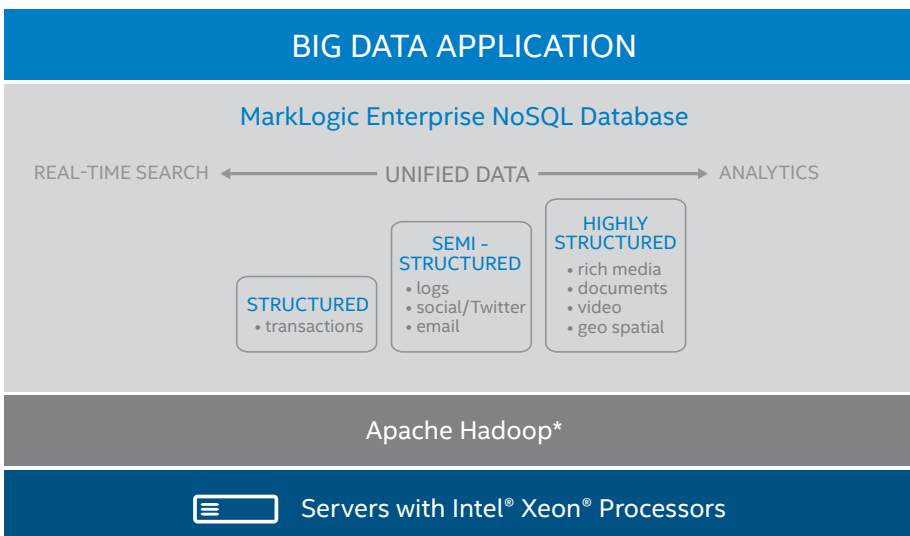 BIG DATA APPLICATION
MarkLogic Enterprise NoSQL Database
REAL-TIME SEARCH
UNIFIED DATA
ANALYTICS
STRUCTURED
• transactions
SEMI -
STRUCTURED
• logs
• social/Twitter
• email
HIGHLY
STRUCTURED
• rich media
• documents
• video
• geo spatial
Apache Hadoop*
Servers with Intel® Xeon® Processors